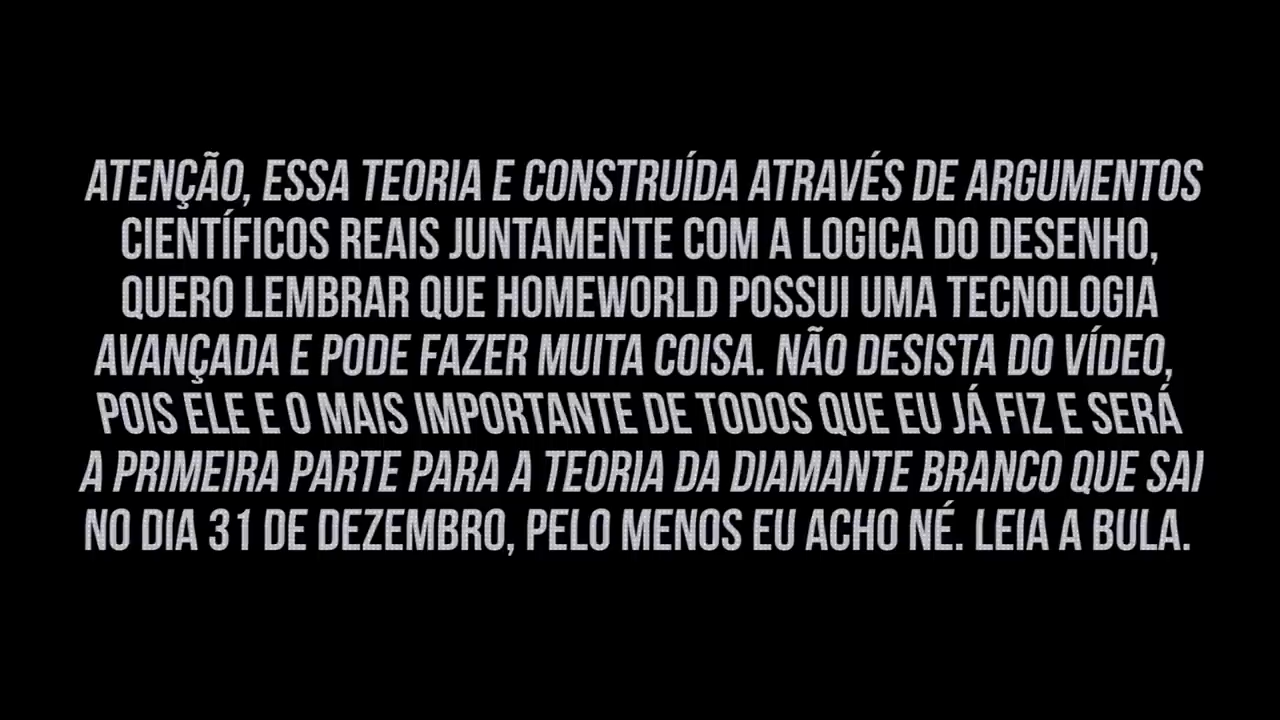 ATENÇÃO, ESSA TEORIA E CONSTRUÍDA ATRAVÉS DE ARGUMENTOS
CIENTÍFICOS REAIS JUNTAMENTE COM A LOGICA DO DESENHO,
QUERO LEMBRAR QUE HOMEWORLD POSSUI UMA TECNOLOGIA
AVANÇADA E PODE FAZER MUITA COISA. NÃO DESISTA DO VÍDEO,
POIS ELE E O MAIS IMPORTANTE DE TODOS QUE EU JÁ FIZ E SERÁ
A PRIMEIRA PARTE PARA A TEORIA DA DIAMANTE BRANCO QUE SAI
NO DIA 31 DE DEZEMBRO, PELO MENOS EU ACHO NÉ. LEIA A BULA.